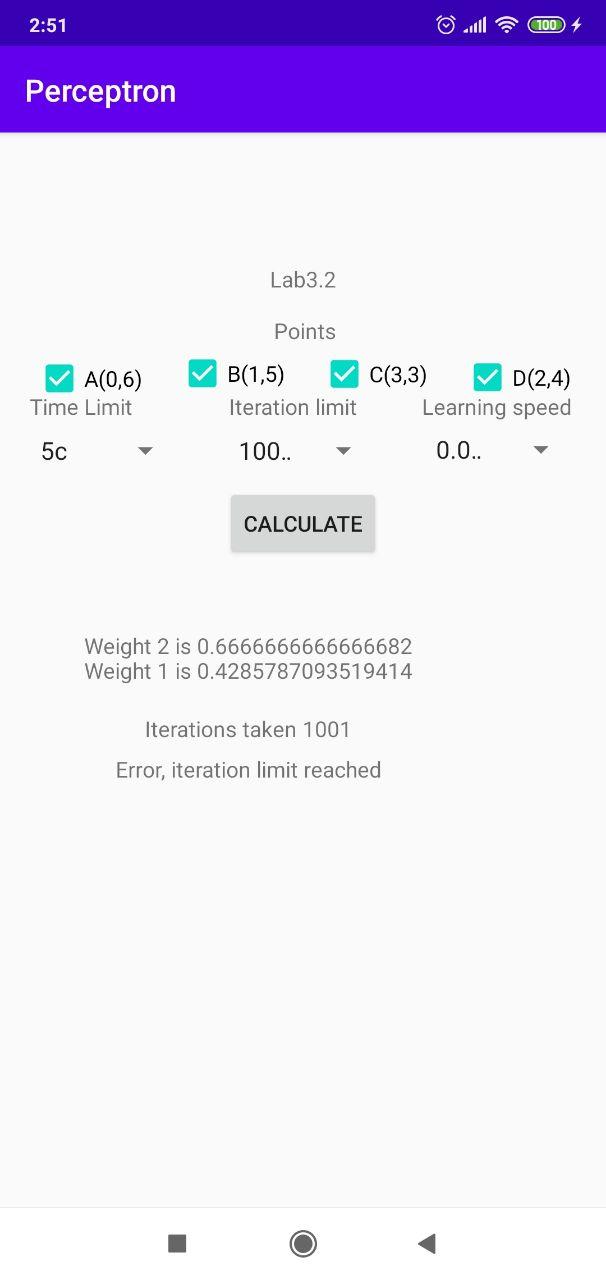 2:51
100
Perceptron
Lab3.2
Points
A(0,6) B(1,5) C(3,3) D(2,4)
Time Limit Iteration limit Learning speed
5c 100.. 0.0..
CALCULATE
Weight 2 is 0.6666666666666682
Weight 1 is 0.4285787093519414
Iterations taken 1001
Error, iteration limit reached